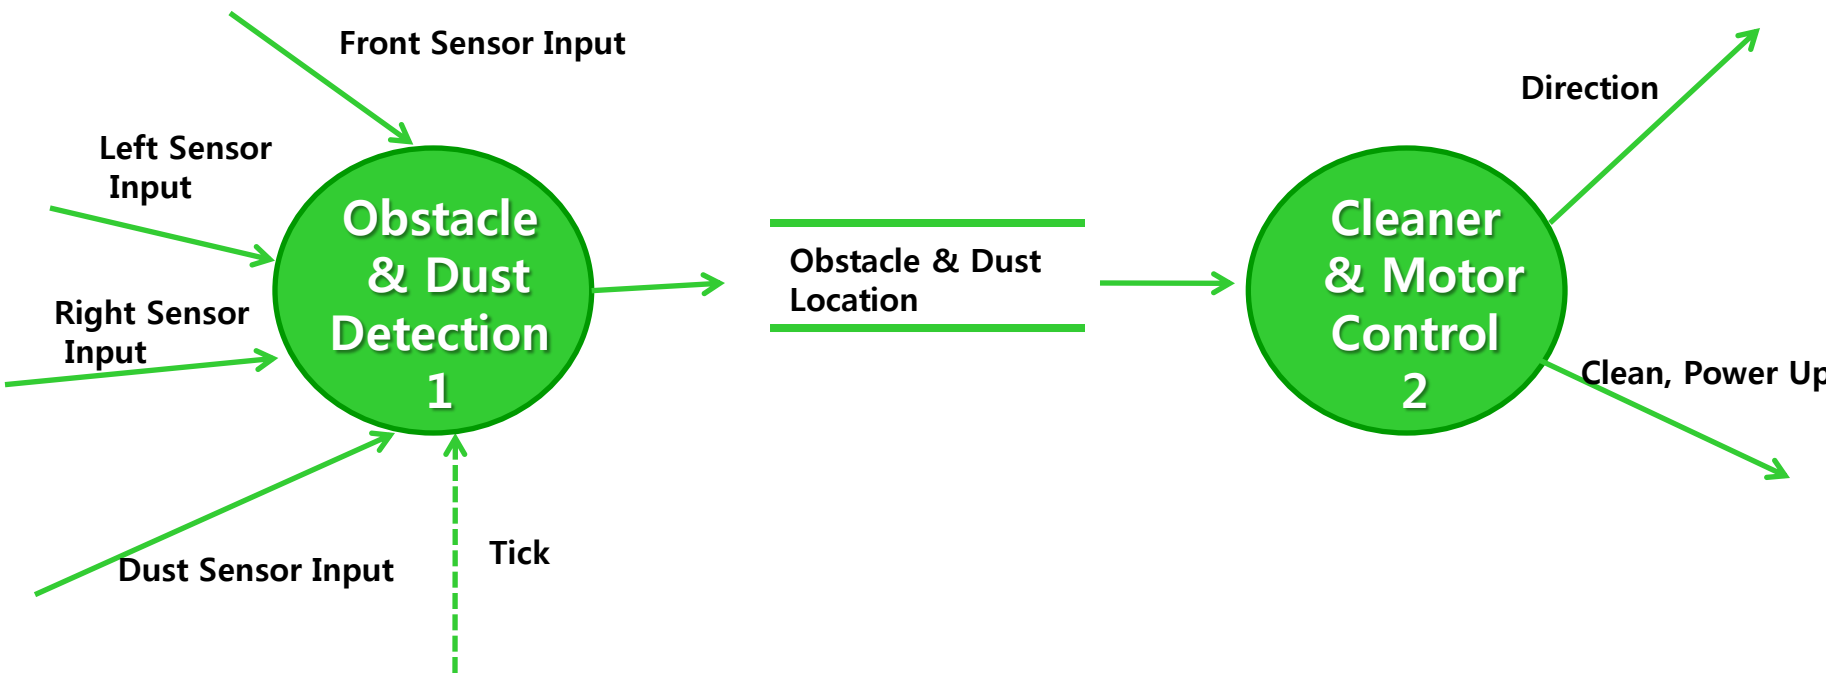 Front Sensor Input
Left Sensor
Input
Right Sensor
Input
Dust Sensor Input
Tick
Obstacle
& Dust
Detection
1
Obstacle & Dust
Location
Cleaner
& Motor
Control
2
Direction
Clean, Power Up